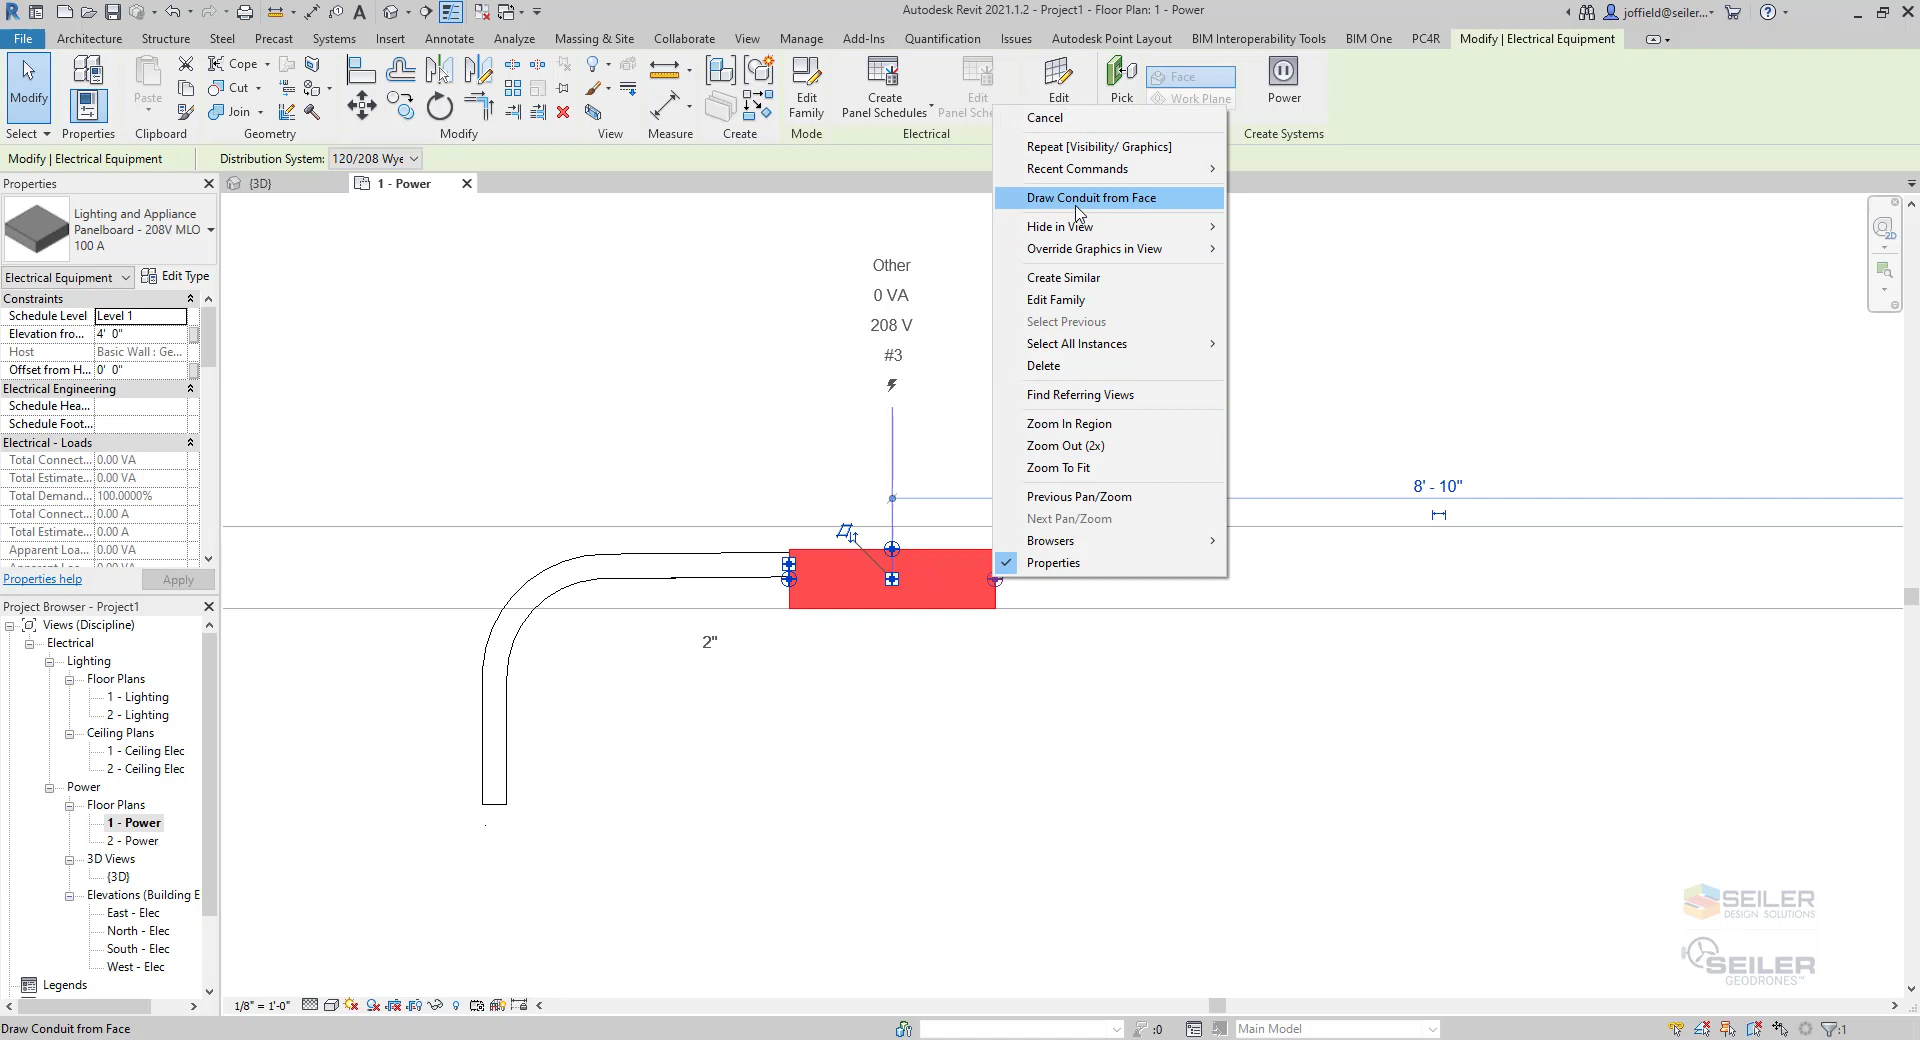 Autodesk Revit 2021.1.2 - Project1 - Floor Plan: 1 - Power
joffield@seiler...
File Architecture Structure Steel Precast Systems Insert Annotate Analyze Massing & Site Collaborate View Manage Add-Ins Quantification Issues Autodesk Point Layout BIM Interoperability Tools BIM One PC4R Modify | Electrical Equipment
Modify
Paste
Cope
Cut
Join
Edit
Family
Create
Panel Schedules
Edit
Panel Sche
Edit
Pick
Face
Work Plane
Power
Select Properties Clipboard Geometry Modify View Measure Create Mode Electrical Create Systems
Modify | Electrical Equipment
Distribution System: 120/208 Wye
Properties
Lighting and Appliance
Panelboard - 208V MLO
100 A
Electrical Equipment
Edit Type
Constraints
Schedule Level Level 1
Elevation fro... 4' 0"
Host Basic Wall : Ge...
Offset from H... 0' 0"
Electrical Engineering
Schedule Hea...
Schedule Foot...
Electrical - Loads
Total Connect... 0.00 VA
Total Estimate... 0.00 VA
Total Demand... 100.0000%
Total Connect... 0.00 A
Total Estimate... 0.00 A
Apparent Loa... 0.00 VA
Properties help
Apply
Project Browser - Project1
Views (Discipline)
Electrical
Lighting
Floor Plans
1 - Lighting
2 - Lighting
Ceiling Plans
1 - Ceiling Elec
2 - Ceiling Elec
Power
Floor Plans
1 - Power
2 - Power
3D Views
{3D}
Elevations (Building E
East - Elec
North - Elec
South - Elec
West - Elec
Legends
{3D}
1 - Power
Other
0 VA
208 V
#3
2"
8' - 10"
Cancel
Repeat [Visibility/ Graphics]
Recent Commands
Draw Conduit from Face
Hide in View
Override Graphics in View
Create Similar
Edit Family
Select Previous
Select All Instances
Delete
Find Referring Views
Zoom In Region
Zoom Out (2x)
Zoom To Fit
Previous Pan/Zoom
Next Pan/Zoom
Browsers
Properties
2D
SEILER
DESIGN SOLUTIONS
SEILER
GEODRONES™
1/8" = 1'-0"
Draw Conduit from Face
:0
Main Model
:1